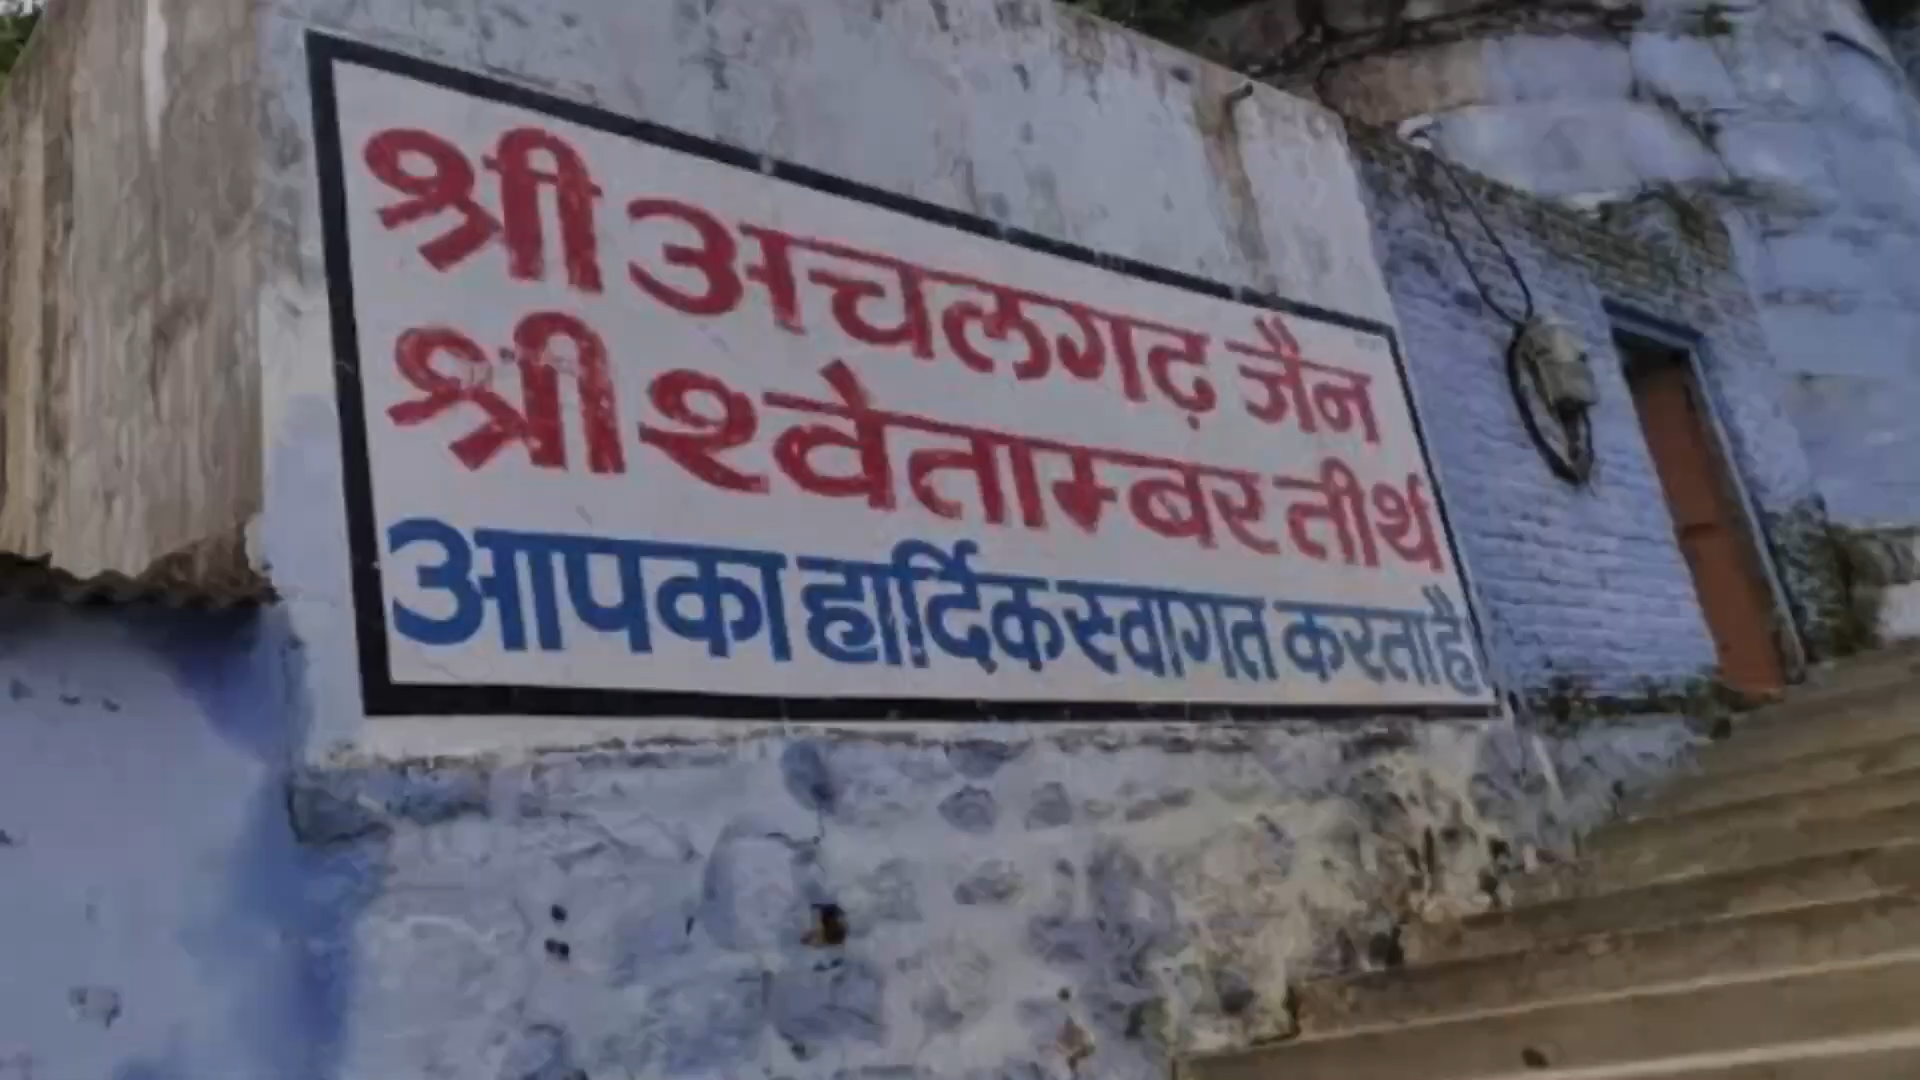 श्री अचलगढ़ जैन
श्री श्वेताम्बर तीर्थ
आपका हार्दिक स्वागत करता है